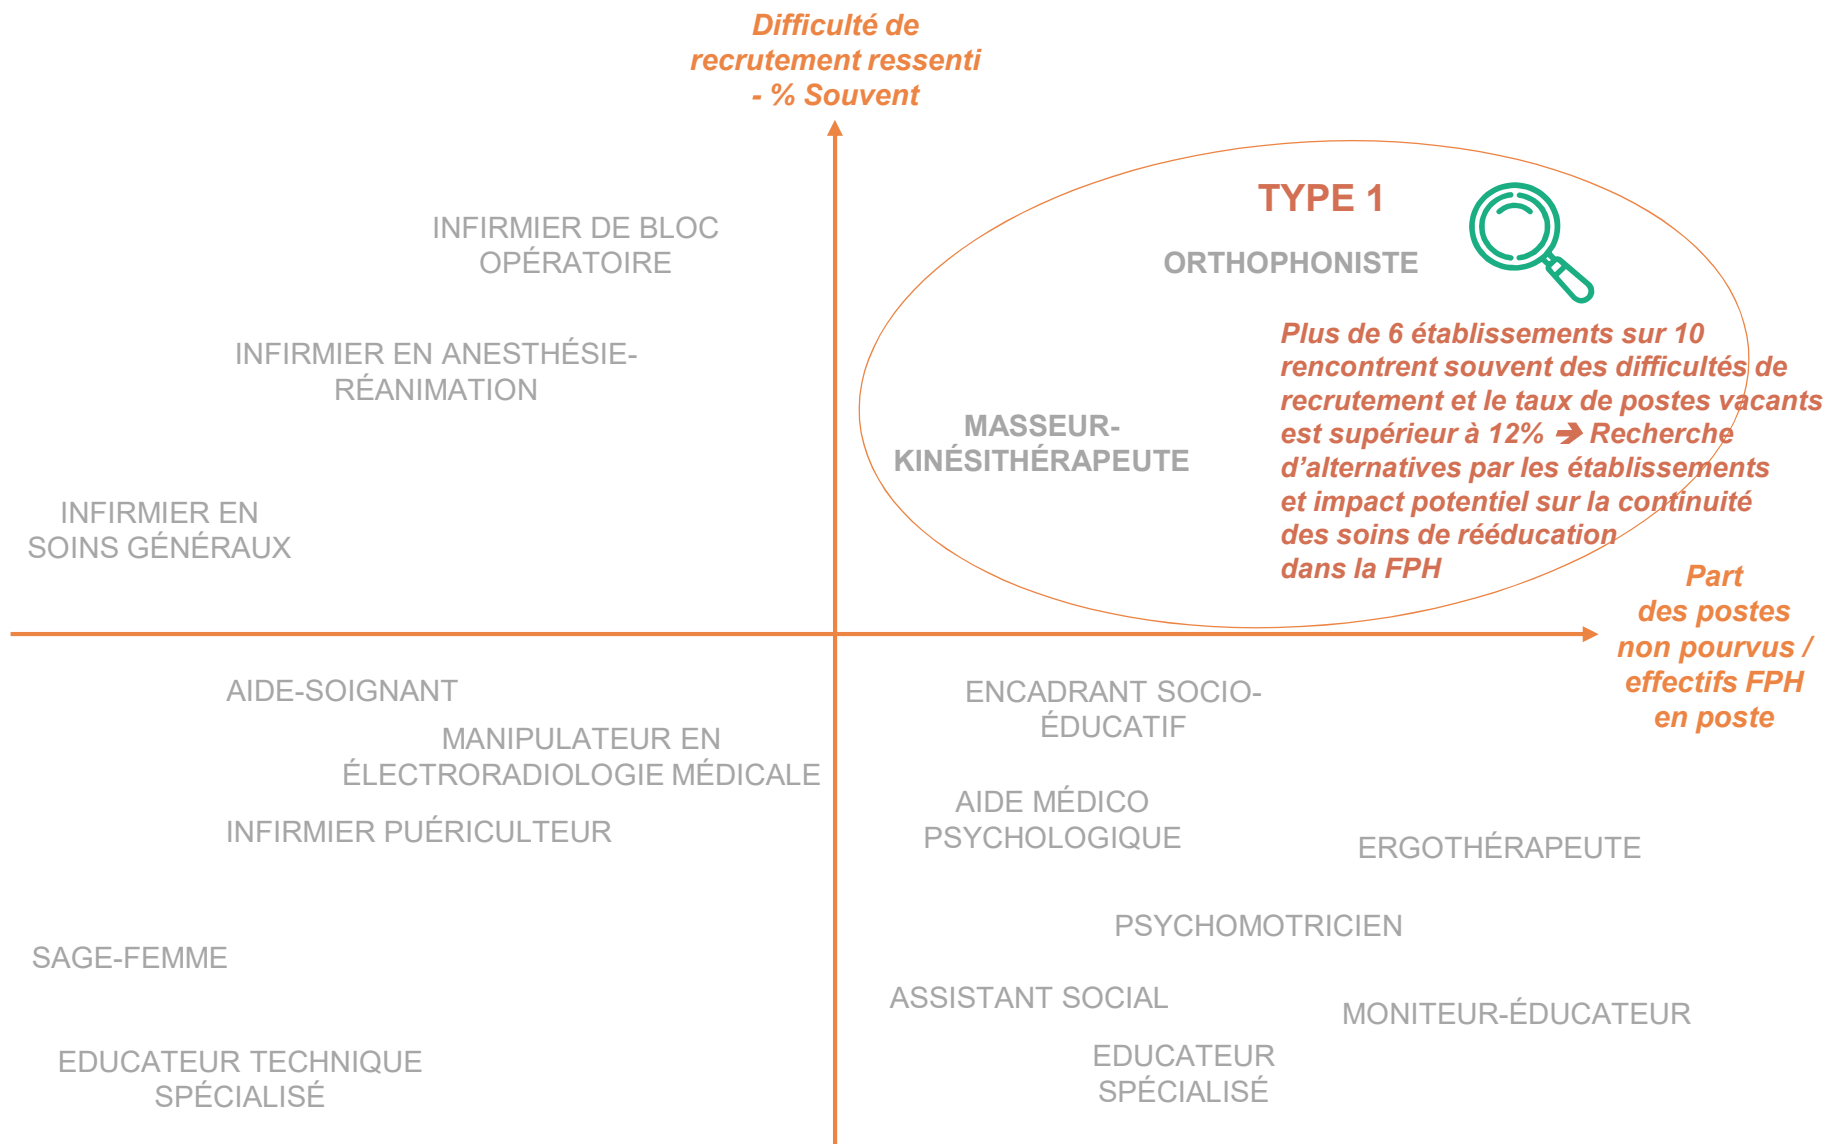 Difficulté de
recrutement ressenti
- % Souvent
TYPE 1
ORTHOPHONISTE
INFIRMIER DE BLOC
OPÉRATOIRE
INFIRMIER EN ANESTHÉSIE-
RÉANIMATION
MASSEUR-
KINÉSITHÉRAPEUTE
Plus de 6 établissements sur 10
rencontrent souvent des difficultés de
recrutement et le taux de postes vacants
est supérieur à 12% ➔ Recherche
d’alternatives par les établissements
et impact potentiel sur la continuité
des soins de rééducation
dans la FPH
INFIRMIER EN
SOINS GÉNÉRAUX
Part
des postes
non pourvus /
effectifs FPH
en poste
AIDE-SOIGNANT
MANIPULATEUR EN
ÉLECTRORADIOLOGIE MÉDICALE
INFIRMIER PUÉRICULTEUR
ENCADRANT SOCIO-
ÉDUCATIF
AIDE MÉDICO
PSYCHOLOGIQUE
ERGOTHÉRAPEUTE
PSYCHOMOTRICIEN
SAGE-FEMME
ASSISTANT SOCIAL
MONITEUR-ÉDUCATEUR
EDUCATEUR TECHNIQUE
SPÉCIALISÉ
EDUCATEUR
SPÉCIALISÉ